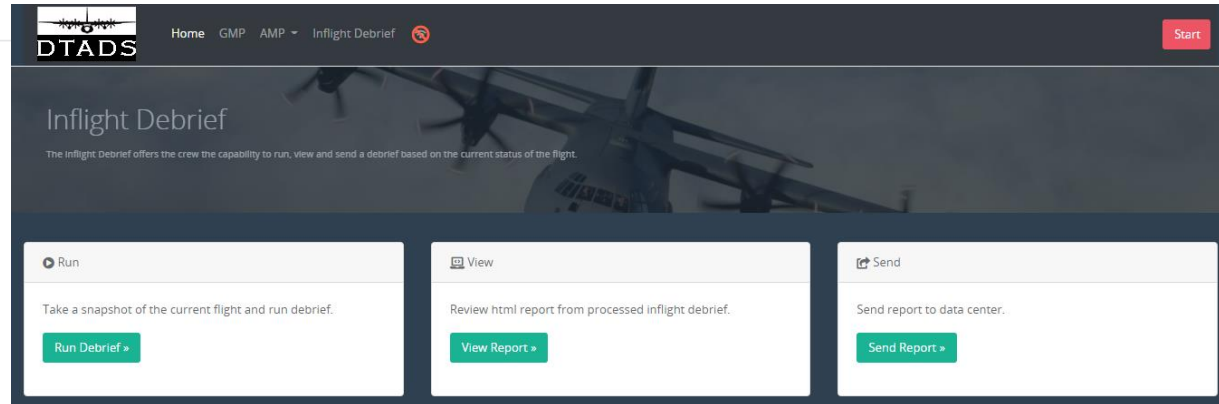 DTADS
Home GMP AMP Inflight Debrief
Start
Inflight Debrief
The Inflight Debrief offers the crew the capability to run, view and send a debrief based on the current status of the flight.
Run
Take a snapshot of the current flight and run debrief.
Run Debrief »
View
Review html report from processed inflight debrief.
View Report »
Send
Send report to data center.
Send Report »